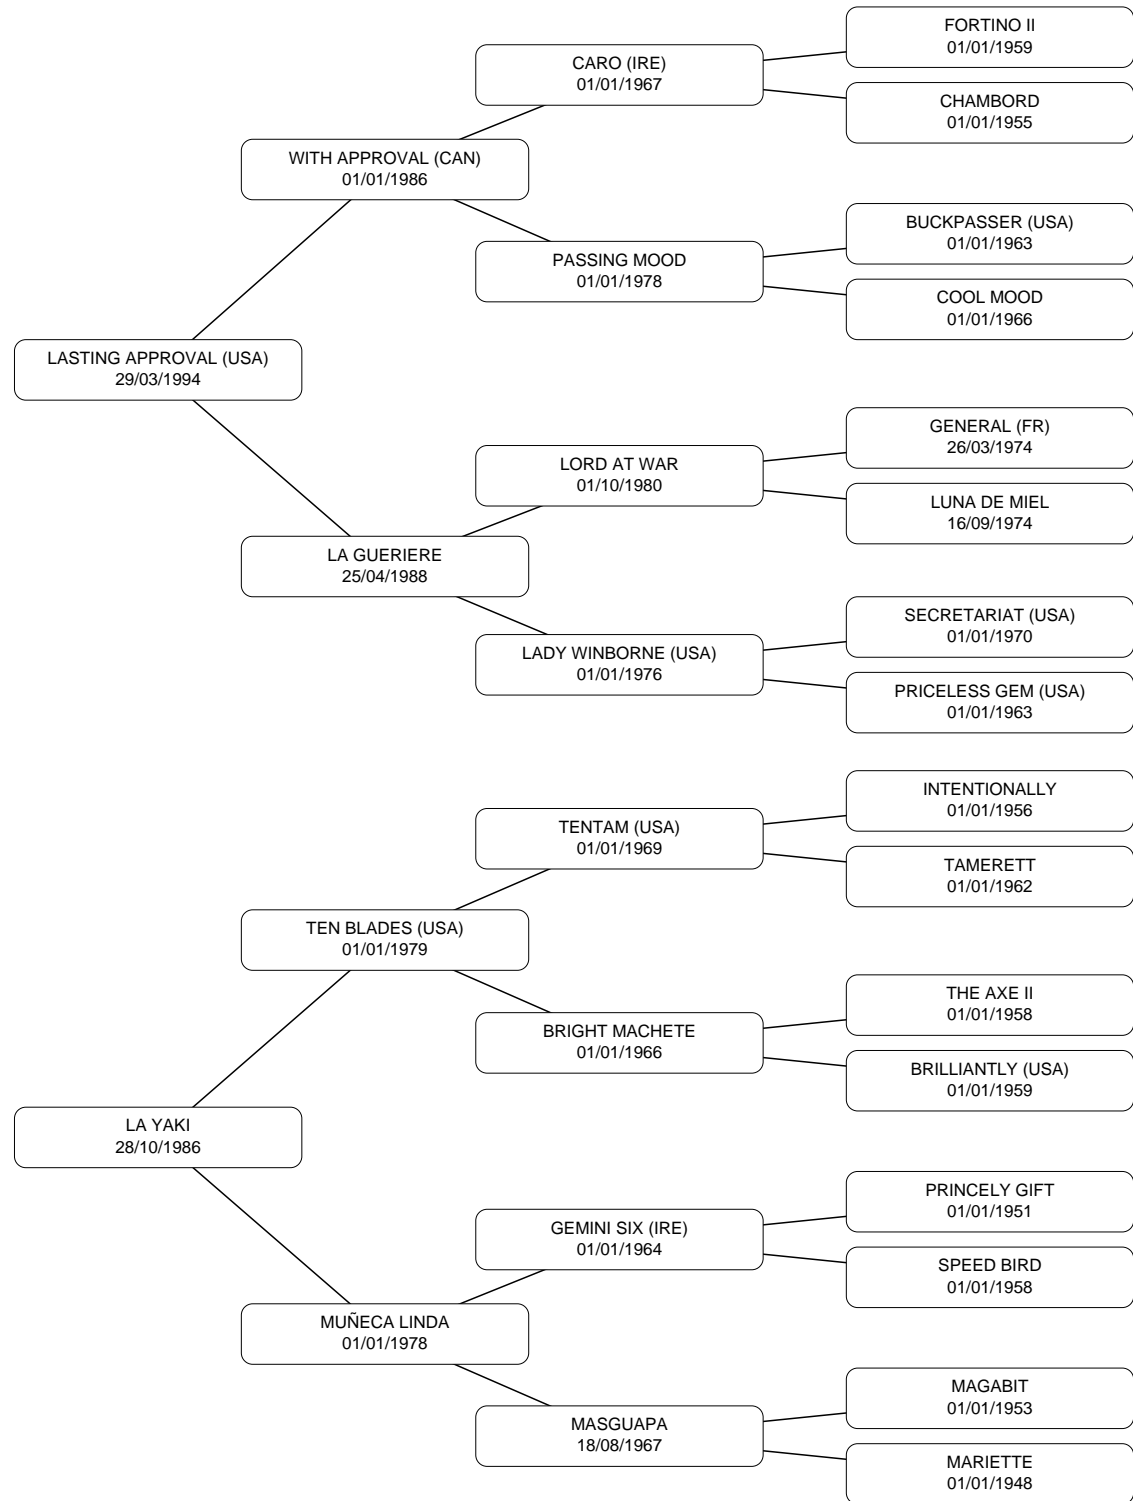 FORTINO II
01/01/1959
CARO (IRE)
01/01/1967
CHAMBORD
01/01/1955
WITH APPROVAL (CAN)
01/01/1986
BUCKPASSER (USA)
01/01/1963
PASSING MOOD
01/01/1978
COOL MOOD
01/01/1966
LASTING APPROVAL (USA)
29/03/1994
GENERAL (FR)
26/03/1974
LORD AT WAR
01/10/1980
LUNA DE MIEL
16/09/1974
LA GUERIERE
25/04/1988
SECRETARIAT (USA)
01/01/1970
LADY WINBORNE (USA)
01/01/1976
PRICELESS GEM (USA)
01/01/1963
INTENTIONALLY
01/01/1956
TENTAM (USA)
01/01/1969
TAMERETT
01/01/1962
TEN BLADES (USA)
01/01/1979
THE AXE II
01/01/1958
BRIGHT MACHETE
01/01/1966
BRILLIANTLY (USA)
01/01/1959
LA YAKI
28/10/1986
PRINCELY GIFT
01/01/1951
GEMINI SIX (IRE)
01/01/1964
SPEED BIRD
01/01/1958
MUÑECA LINDA
01/01/1978
MAGABIT
01/01/1953
MASGUAPA
18/08/1967
MARIETTE
01/01/1948